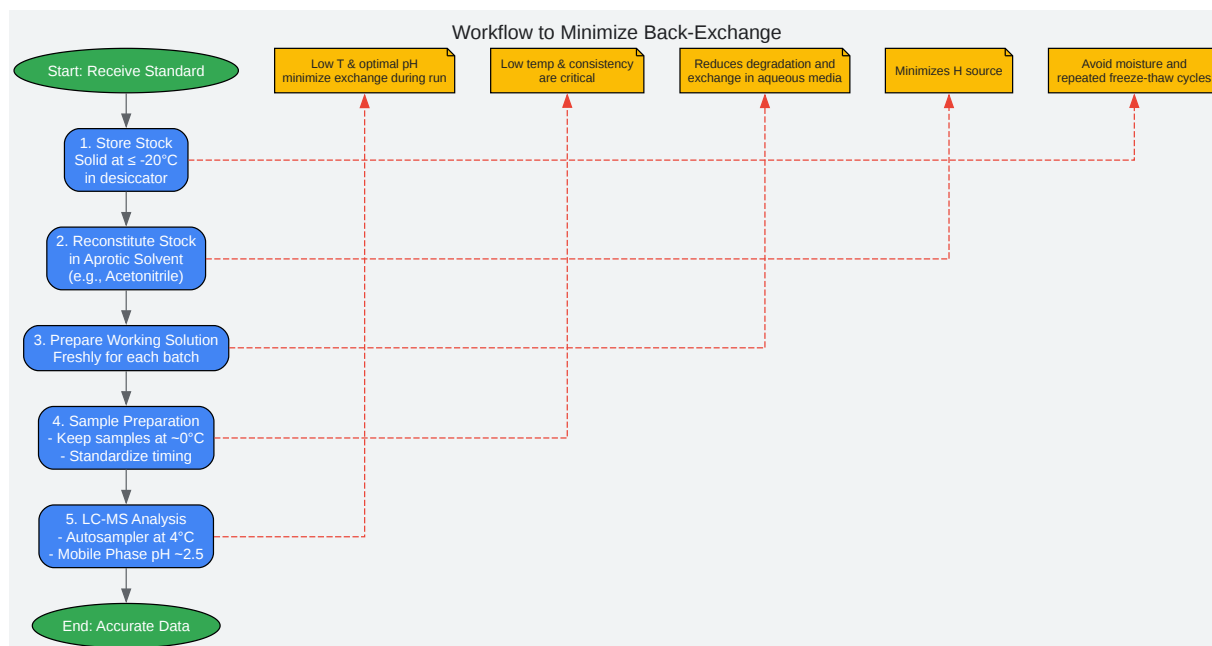 Workflow to Minimize Back-Exchange
Start: Receive Standard
Low T & optimal pH
minimize exchange during run
Low temp & consistency
are critical
Reduces degradation and
exchange in aqueous media
Minimizes H source
Avoid moisture and
repeated freeze-thaw cycles
1. Store Stock
Solid at ≤ -20°C
in desiccator
2. Reconstitute Stock
in Aprotic Solvent
(e.g., Acetonitrile)
3. Prepare Working Solution
Freshly for each batch
4. Sample Preparation
- Keep samples at ~0°C
- Standardize timing
5. LC-MS Analysis
- Autosampler at 4°C
- Mobile Phase pH ~2.5
End: Accurate Data